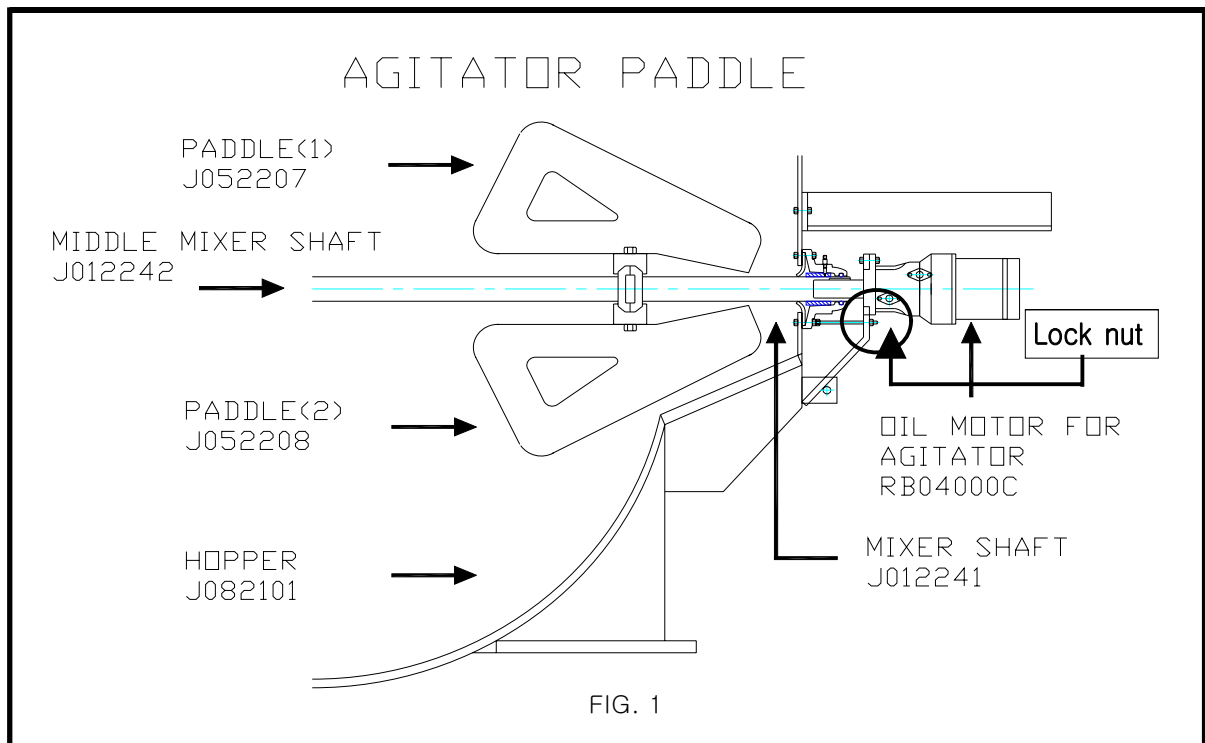 AGITATOR PADDLE
PADDLE(1)
J052207
MIDDLE MIXER SHAFT
J012242
Lock nut
PADDLE(2)
J052208
OIL MOTOR FOR
AGITATOR
RB04000C
HOPPER
J082101
MIXER SHAFT
J012241
FIG. 1